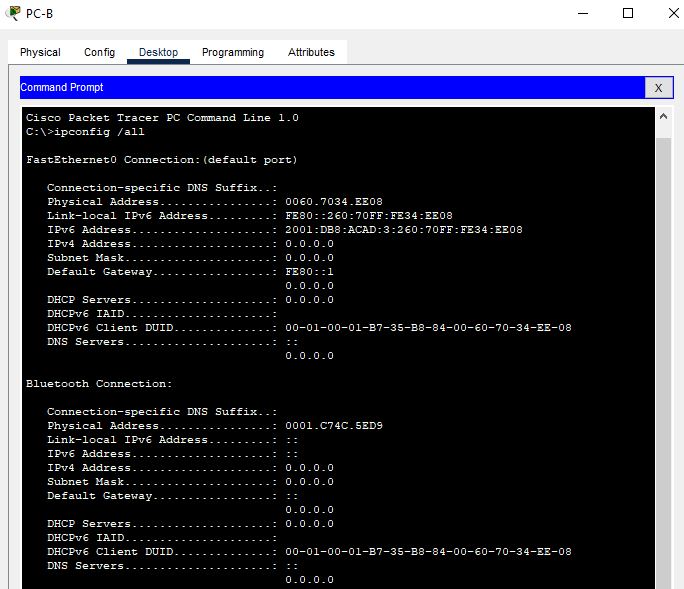 PC-B
Physical Config Desktop Programming Attributes
Command Prompt X
Cisco Packet Tracer PC Command Line 1.0
C:\>ipconfig /all
FastEthernet0 Connection:(default port)
Connection-specific DNS Suffix..:
Physical Address................: 0060.7034.EE08
Link-local IPv6 Address.........: FE80::260:70FF:FE34:EE08
IPv6 Address....................: 2001:DB8:ACAD:3:260:70FF:FE34:EE08
IPv4 Address....................: 0.0.0.0
Subnet Mask.....................: 0.0.0.0
Default Gateway.................: FE80::1
0.0.0.0
DHCP Servers....................: 0.0.0.0
DHCPv6 IAID.....................:
DHCPv6 Client DUID..............: 00-01-00-01-B7-35-B8-84-00-60-70-34-EE-08
DNS Servers.....................: ::
0.0.0.0
Bluetooth Connection:
Connection-specific DNS Suffix..:
Physical Address................: 0001.C74C.5ED9
Link-local IPv6 Address.........: ::
IPv6 Address....................: ::
IPv4 Address....................: 0.0.0.0
Subnet Mask.....................: 0.0.0.0
Default Gateway.................: ::
0.0.0.0
DHCP Servers....................: 0.0.0.0
DHCPv6 IAID.....................:
DHCPv6 Client DUID..............: 00-01-00-01-B7-35-B8-84-00-60-70-34-EE-08
DNS Servers.....................: ::
0.0.0.0